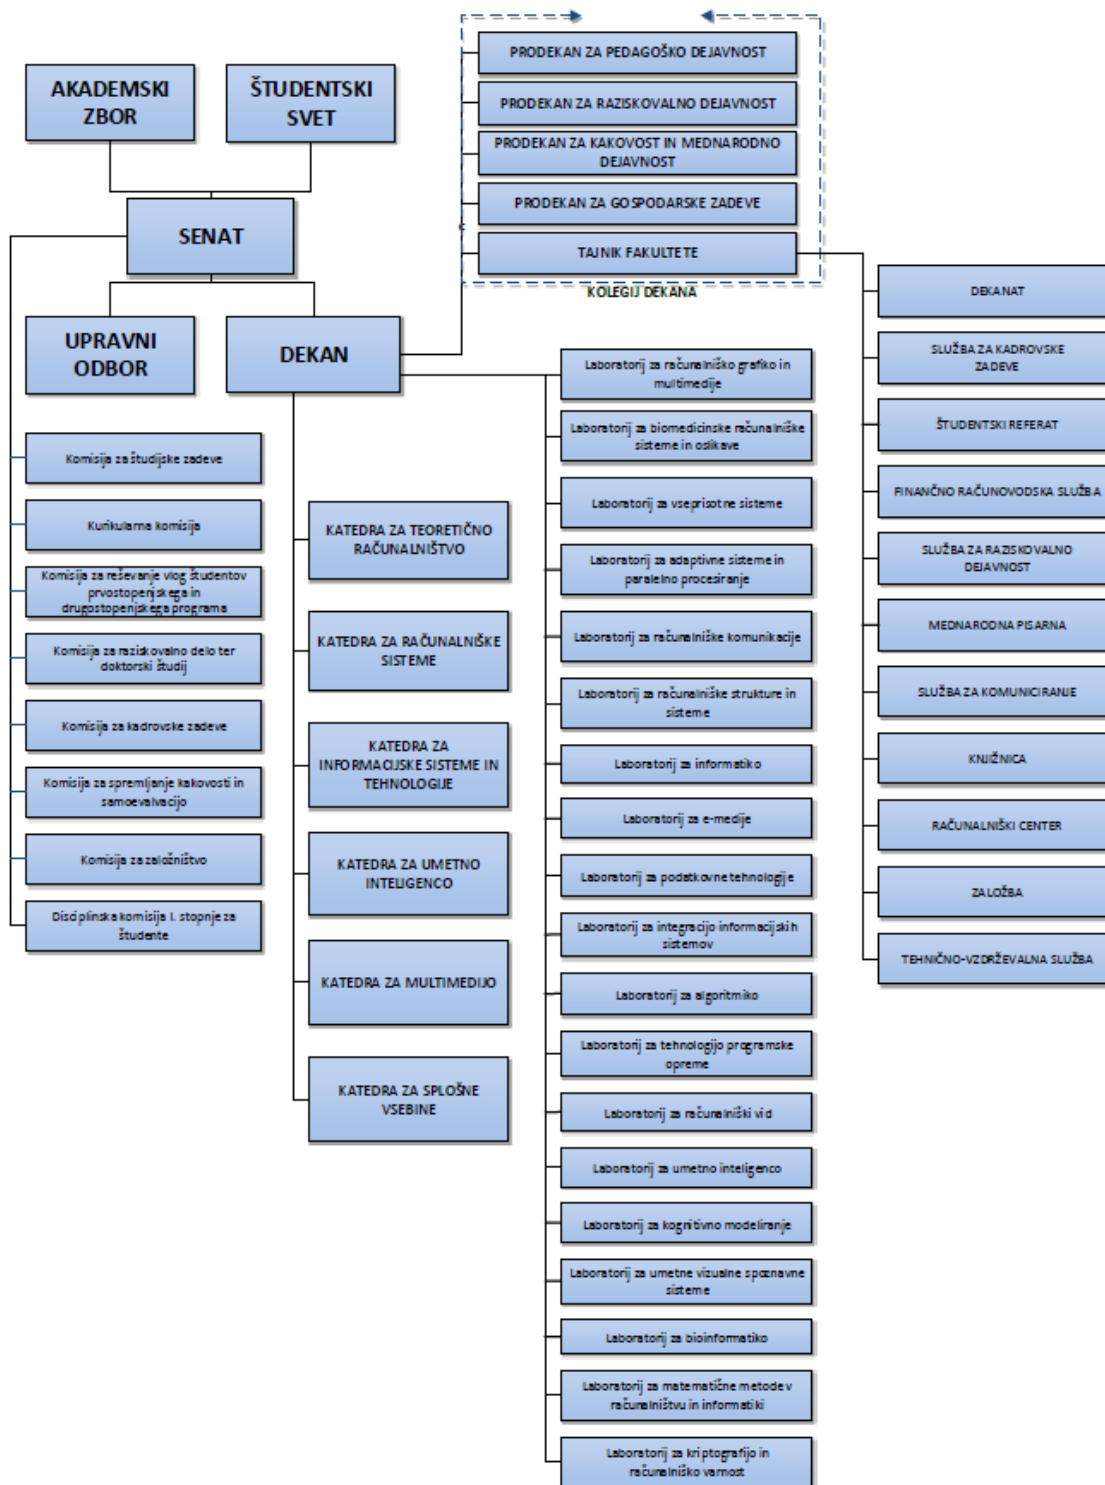 AKADEMSKI
ZBOR
ŠTUDENTSKI
SVET
SENAT
UPRAVNI
ODBOR
DEKAN
PRODEKAN ZA PEDAGOŠKO DEJAVNOST
PRODEKAN ZA RAZISKOVALNO DEJAVNOST
PRODEKAN ZA KAKOVOST IN MEDNARODNO
DEJAVNOST
PRODEKAN ZA GOSPODARSKE ZADEVE
TAJNIK FAKULTETE
KOLEGIJ DEKANA
Komisija za študijske zadeve
Kurikularna komisija
Komisija za reševanje vlog študentov
prvostopenjskega in
drugostopenjskega programa
Komisija za raziskovalno delo ter
doktorski študij
Komisija za kadrovske zadeve
Komisija za spremljanje kakovosti in
samoevalvacijo
Komisija za založništvo
Disciplinska komisija I. stopnje za
študente
KATEDRA ZA TEORETIČNO
RAČUNALNIŠTVO
KATEDRA ZA RAČUNALNIŠKE
SISTEME
KATEDRA ZA
INFORMACIJSKE SISTEME IN
TEHNOLOGIJE
KATEDRA ZA UMETNO
INTELIGENCO
KATEDRA ZA MULTIMEDIJO
KATEDRA ZA SPLOŠNE
VSEBINE
Laboratorij za računalniško grafiko in
multimedije
Laboratorij za biomedicinske računalniške
sisteme in oslikave
Laboratorij za vseprisotne sisteme
Laboratorij za adaptivne sisteme in
paralelno procesiranje
Laboratorij za računalniške komunikacije
Laboratorij za računalniške strukture in
sisteme
Laboratorij za informatiko
Laboratorij za e-medije
Laboratorij za podatkovne tehnologije
Laboratorij za integracijo informacijskih
sistemov
Laboratorij za algoritmiko
Laboratorij za tehnologijo programske
opreme
Laboratorij za računalniški vid
Laboratorij za umetno inteligenco
Laboratorij za kognitivno modeliranje
Laboratorij za umetne vizualne spoznavne
sisteme
Laboratorij za bioinformatiko
Laboratorij za matematične metode v
računalništvu in informatiki
Laboratorij za kriptografijo in
računalniško varnost
DEKANAT
SLUŽBA ZA KADROVSKE
ZADEVE
ŠTUDENTSKI REFERAT
FINANČNO RAČUNOVODSKA SLUŽBA
SLUŽBA ZA RAZISKOVALNO
DEJAVNOST
MEDNARODNA PISARNA
SLUŽBA ZA KOMUNICIRANJE
KNJIŽNICA
RAČUNALNIŠKI CENTER
ZALOŽBA
TEHNIČNO-VZDRŽEVALNA SLUŽBA